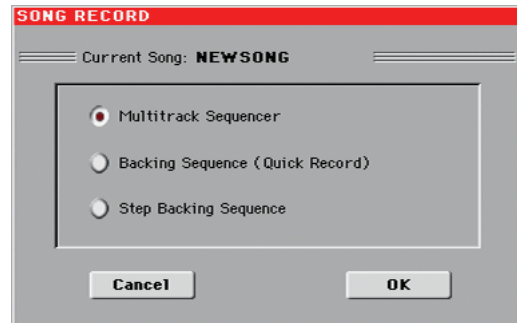 SONG RECORD
Current Song: NEWSONG
Multitrack Sequencer
Backing Sequence (Quick Record)
Step Backing Sequence
Cancel OK